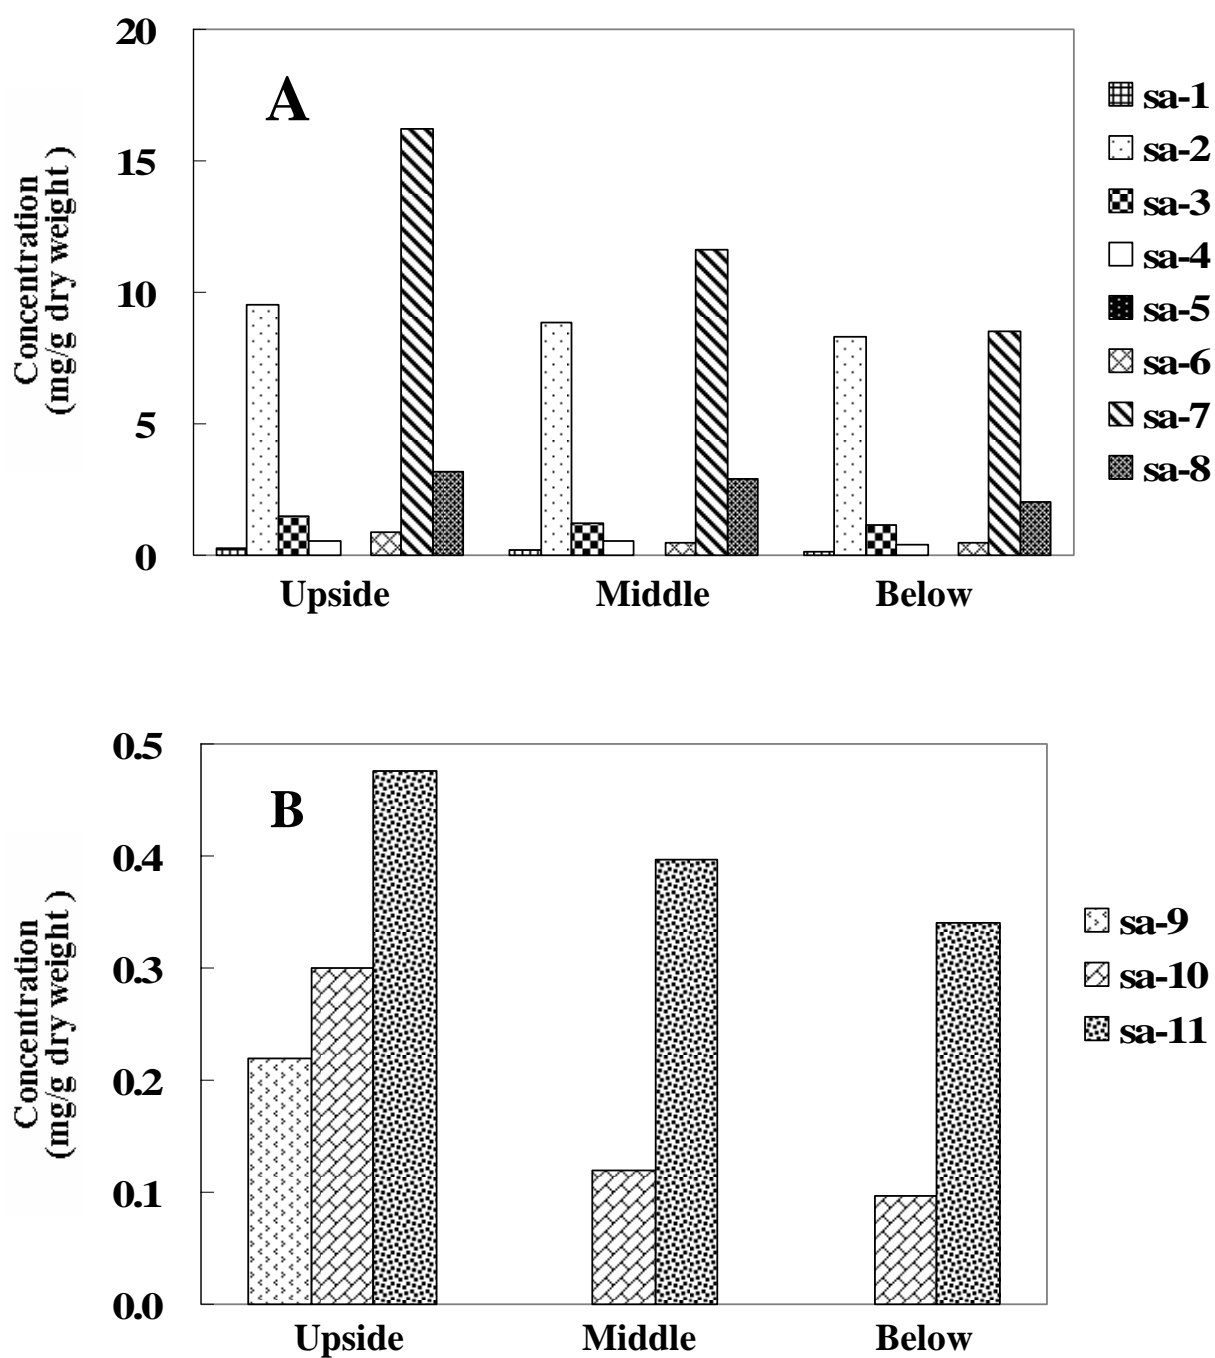 20
A
15
10
5
0
Concentration
(mg/g dry weight )
Upside Middle Below
sa-1
sa-2
sa-3
sa-4
sa-5
sa-6
sa-7
sa-8
0.5
B
0.4
0.3
0.2
0.1
0.0
Concentration
(mg/g dry weight )
Upside Middle Below
sa-9
sa-10
sa-11